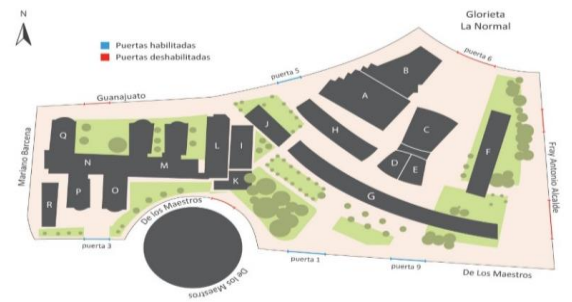 N
Glorieta
La Normal
Puertas habilitadas
Puertas deshabilitadas
puerta 6
puerta 5
Guanajuato
Mariano Barcena
Fray Antonio Alcalde
B
A
C
Q
L
I
J
H
D
E
F
N
M
K
G
R
P
O
De los Maestros
De los Maestros
puerta 3
puerta 1
puerta 9
De Los Maestros